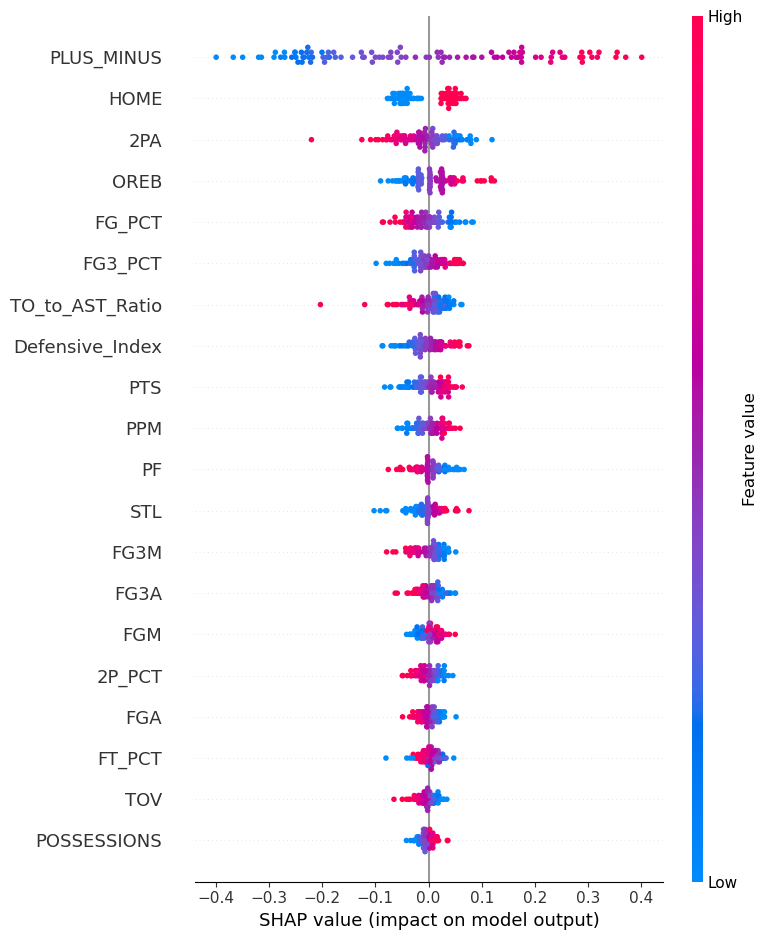 High
PLUS_MINUS
HOME
2PA
OREB
FG_PCT
FG3_PCT
TO_to_AST_Ratio
Defensive_Index
PTS
PPM
PF
STL
FG3M
FG3A
FGM
2P_PCT
FGA
FT_PCT
TOV
POSSESSIONS
Feature value
Low
−0.4 −0.3 −0.2 −0.1 0.0 0.1 0.2 0.3 0.4
SHAP value (impact on model output)